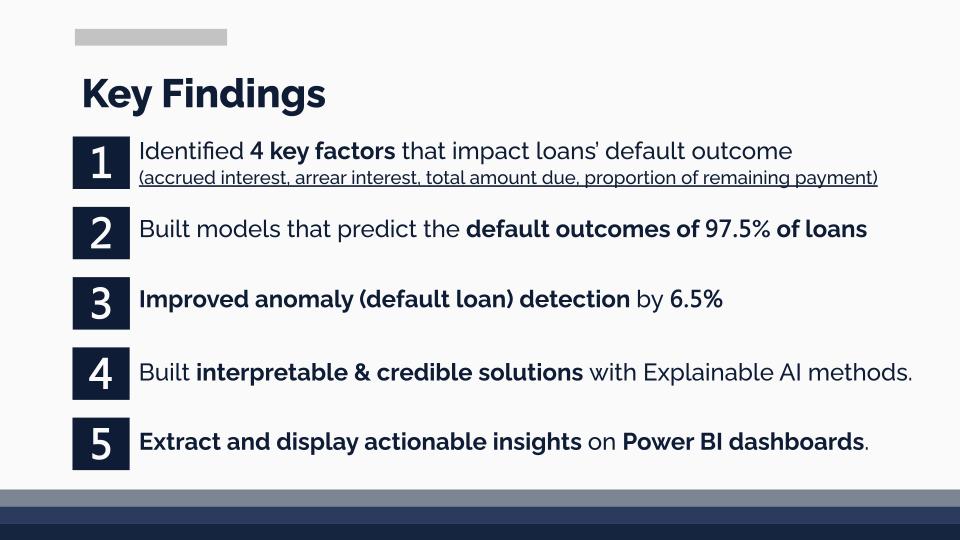 Key Findings
1
Identified 4 key factors that impact loans’ default outcome
(accrued interest, arrear interest, total amount due, proportion of remaining payment)
2
Built models that predict the default outcomes of 97.5% of loans
3
Improved anomaly (default loan) detection by 6.5%
4
Built interpretable & credible solutions with Explainable AI methods.
5
Extract and display actionable insights on Power BI dashboards.